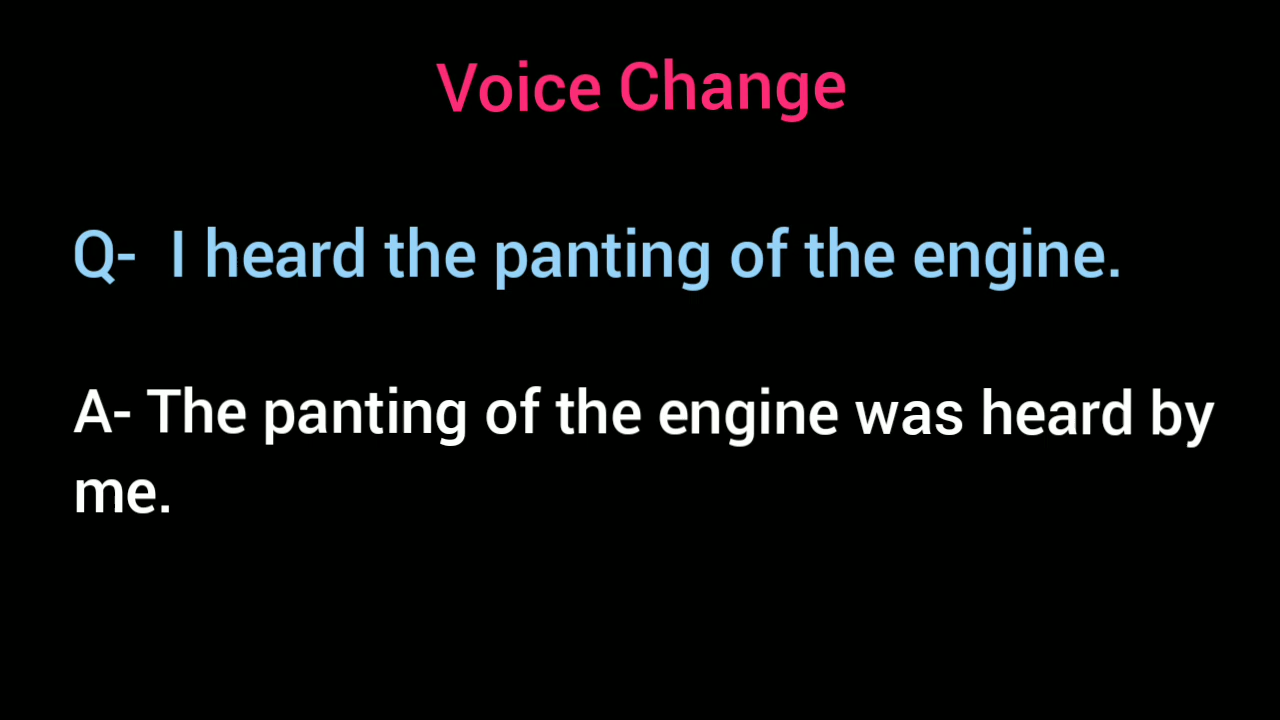 Voice Change
Q- I heard the panting of the engine.
A- The panting of the engine was heard by
me.